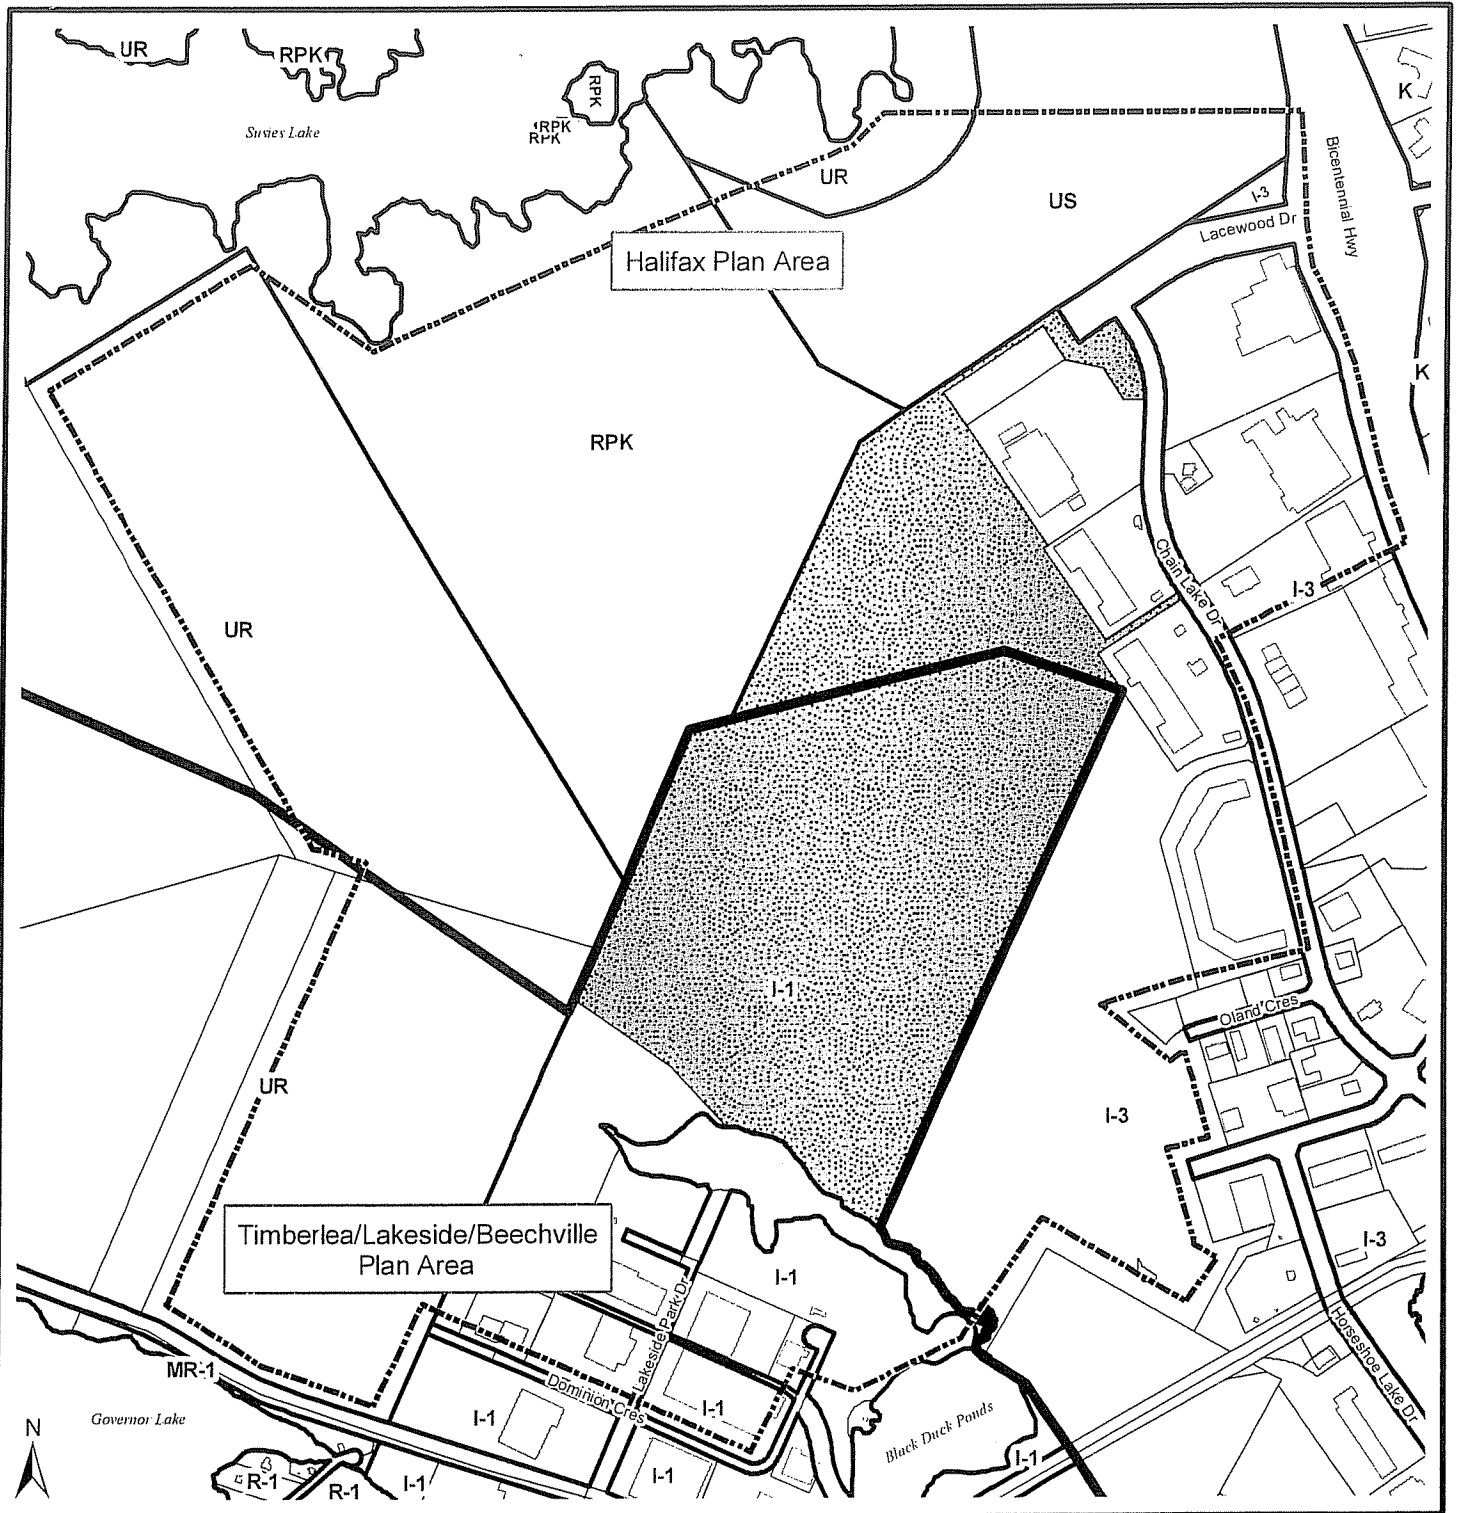 UR
RPK
RPK
RPK
RPK
K
Susies Lake
UR
US
I-3
Lacewood Dr
Bicentennial Hwy
Halifax Plan Area
K
RPK
Chain Lake Dr
I-3
UR
I-1
Oland Cres
UR
I-3
Timberlea/Lakeside/Beechville
Plan Area
I-1
I-3
Lakeside Park Dr
Horseshoe Lake Dr
MR-1
Dominion Cres
Governor Lake
I-1
I-1
Black Duck Ponds
N
R-1
R-1
I-1
I-1
I-1